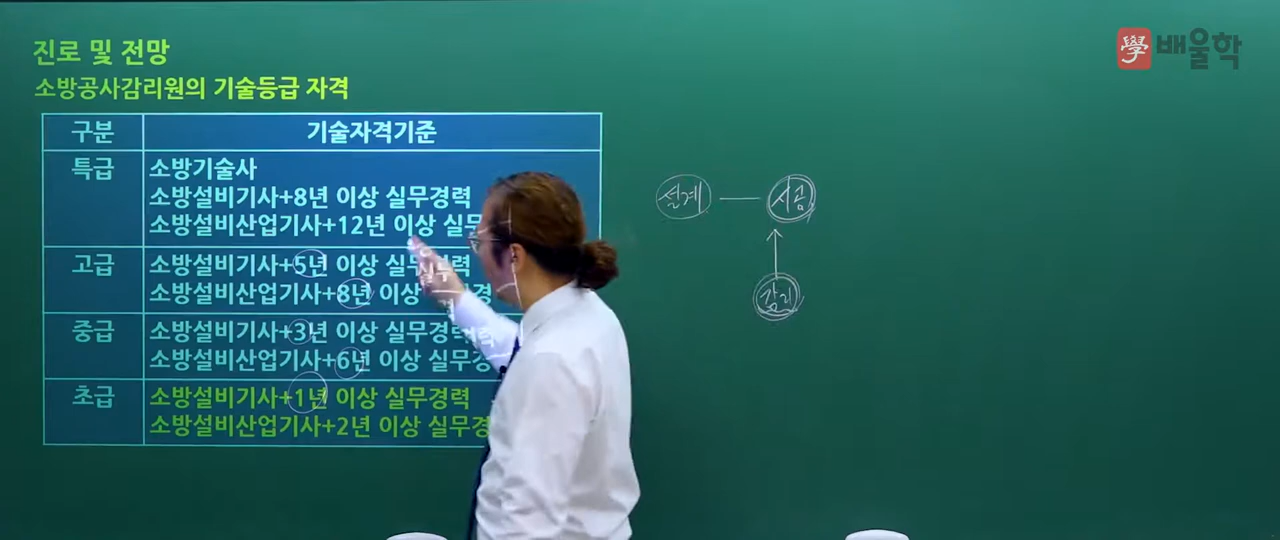 진로 및 전망
學 배울학
소방공사감리원의 기술등급 자격
구분 기술자격기준
특급 소방기술사
소방설비기사+8년 이상 실무경력
소방설비산업기사+12년 이상 실무
고급 소방설비기사+5년 이상 실무경력
소방설비산업기사+8년 이상
중급 소방설비기사+3년 이상 실무경력
소방설비산업기사+6년 이상 실무경
초급 소방설비기사+1년 이상 실무경력
소방설비산업기사+2년 이상 실무경
설계 시공
감리